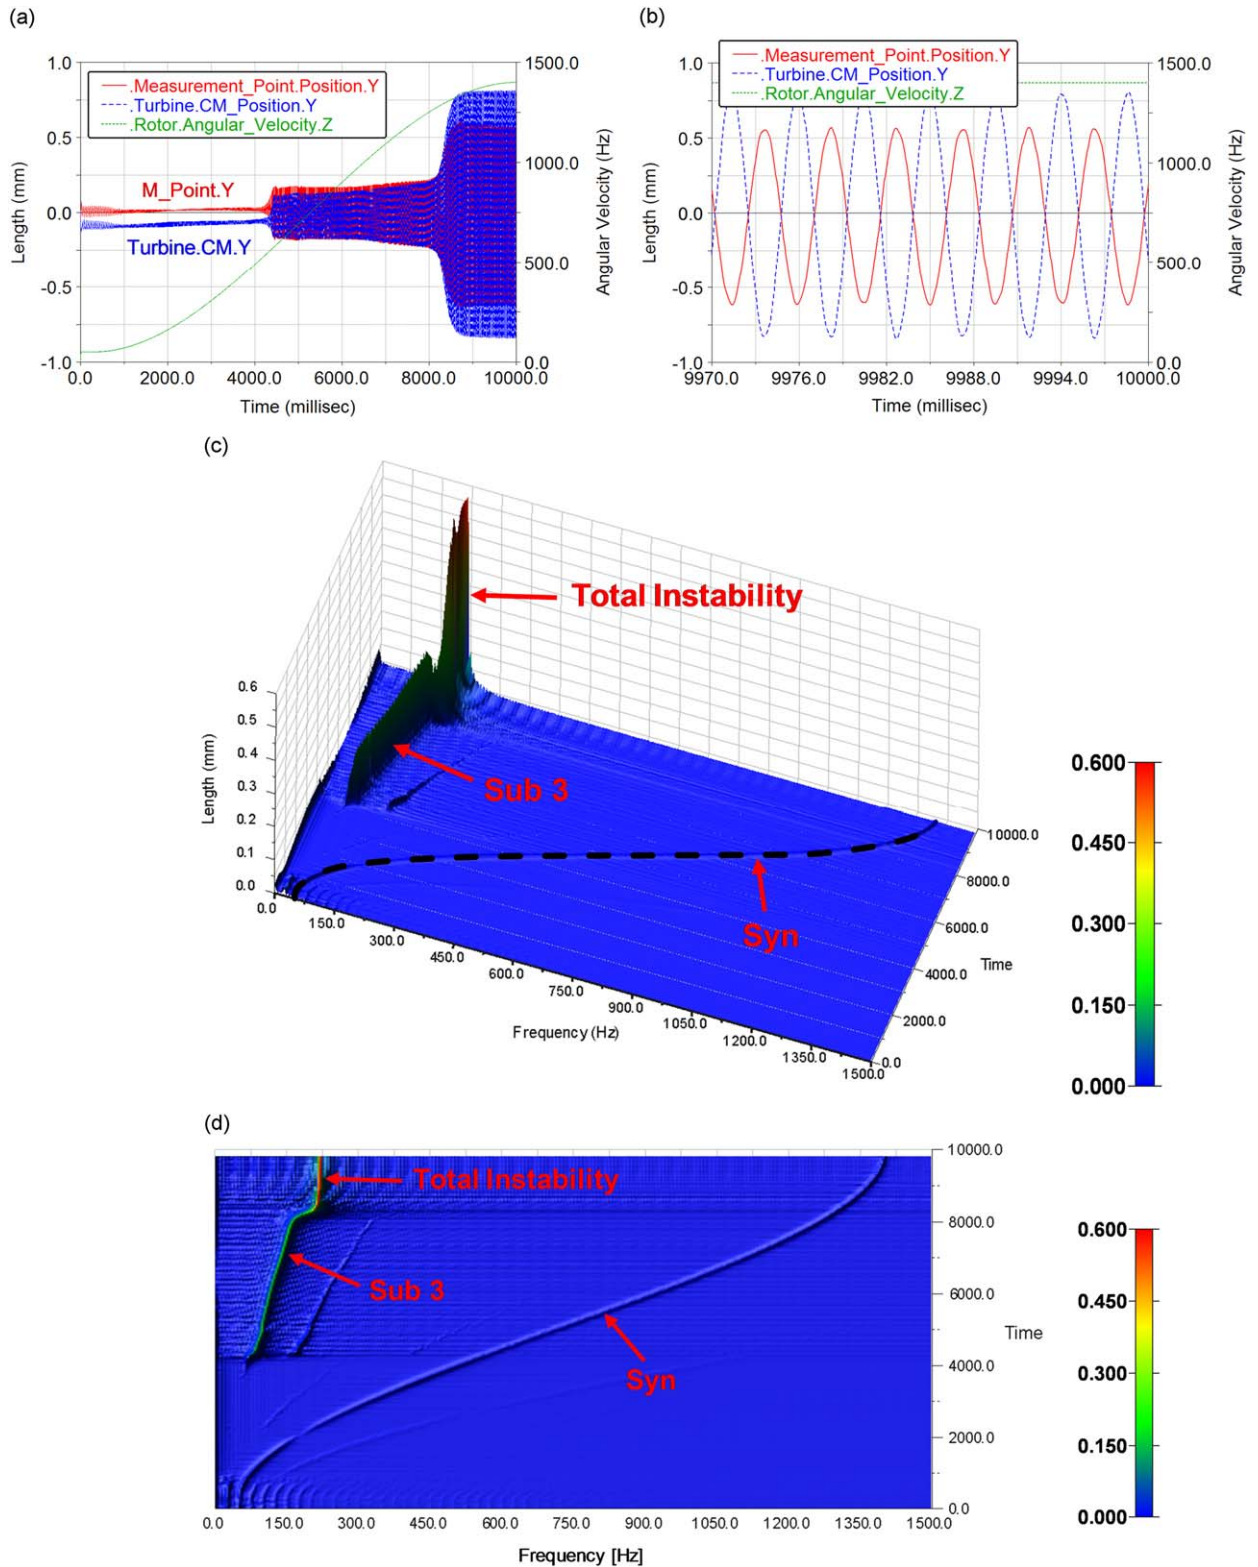 (a)
.Measurement_Point.Position.Y
.Turbine.CM_Position.Y
.Rotor.Angular_Velocity.Z
M_Point.Y
Turbine.CM.Y
1.0
0.5
0.0
-0.5
-1.0
Length (mm)
1500.0
1000.0
500.0
0.0
Angular Velocity (Hz)
0.0 2000.0 4000.0 6000.0 8000.0 10000.0
Time (millisec)
(b)
.Measurement_Point.Position.Y
.Turbine.CM_Position.Y
.Rotor.Angular_Velocity.Z
1.0
0.5
0.0
-0.5
-1.0
Length (mm)
1500.0
1000.0
500.0
0.0
Angular Velocity (Hz)
9970.0 9976.0 9982.0 9988.0 9994.0 10000.0
Time (millisec)
(c)
Total Instability
Sub 3
Syn
0.6
0.5
0.4
0.3
0.2
0.1
0.0
Length (mm)
0.0 150.0 300.0 450.0 600.0 750.0 900.0 1050.0 1200.0 1350.0 1500.0
Frequency (Hz)
10000.0
8000.0
6000.0
4000.0
2000.0
0.0
Time
0.600
0.450
0.300
0.150
0.000
(d)
Total Instability
Sub 3
Syn
10000.0
8000.0
6000.0
4000.0
2000.0
0.0
Time
0.0 150.0 300.0 450.0 600.0 750.0 900.0 1050.0 1200.0 1350.0 1500.0
Frequency [Hz]
0.600
0.450
0.300
0.150
0.000